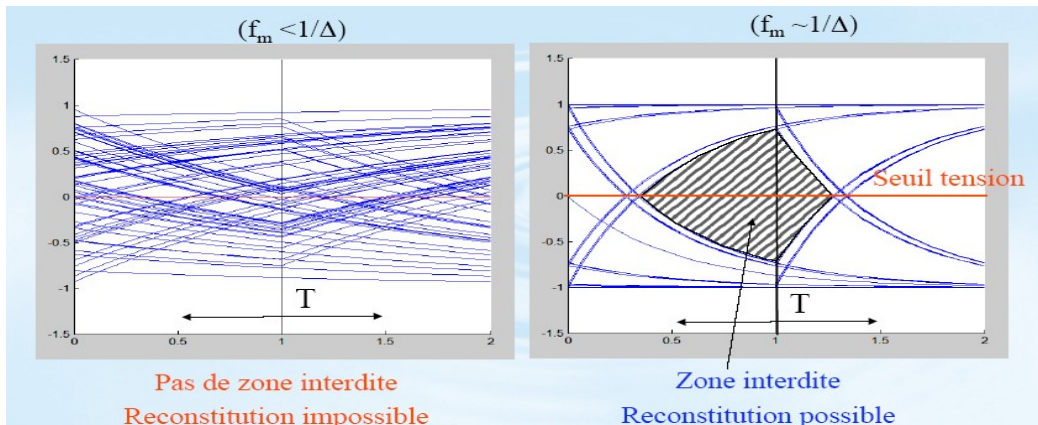 (fm <1/Δ)
(fm ~1/Δ)
1.5
1
0.5
0
-0.5
-1
-1.5
0
0.5
1
1.5
2
T
1.5
1
0.5
0
-0.5
-1
-1.5
0
0.5
1
1.5
2
Seuil tension
T
Pas de zone interdite
Reconstitution impossible
Zone interdite
Reconstitution possible